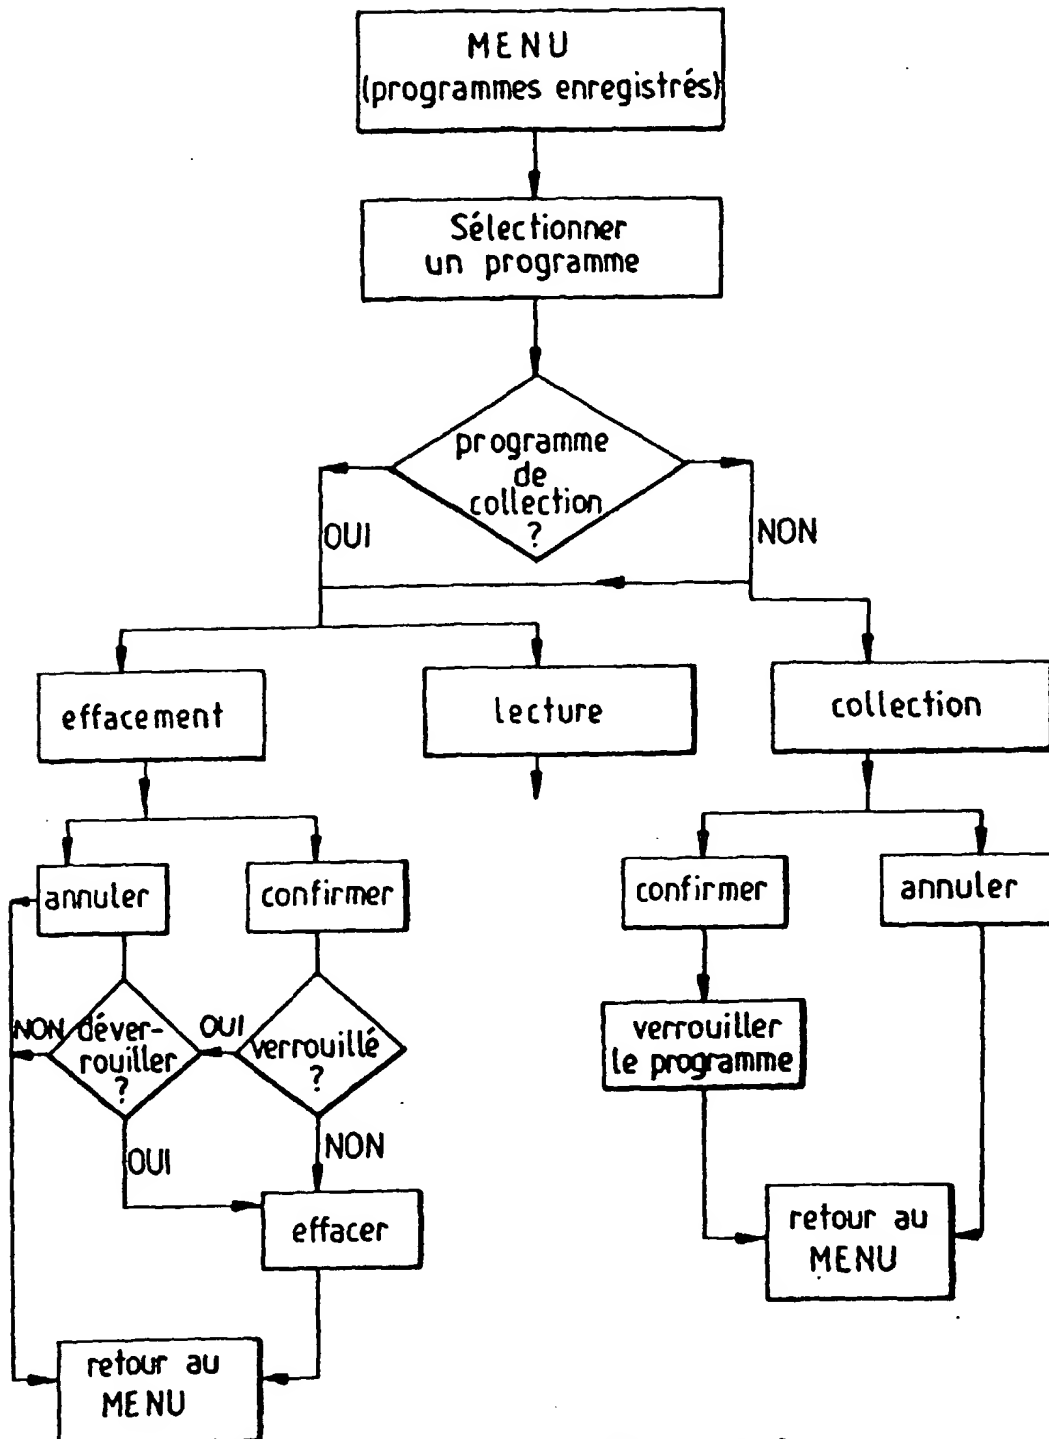 MENU
(programmes enregistrés)
Sélectionner
un programme
programme
de
collection
?
OUI
NON
effacement
lecture
collection
annuler
confirmer
confirmer
annuler
NON
déver-
rouiller
?
OUI
verrouillé
?
verrouiller
le programme
OUI
NON
effacer
retour au
MENU
retour au
MENU